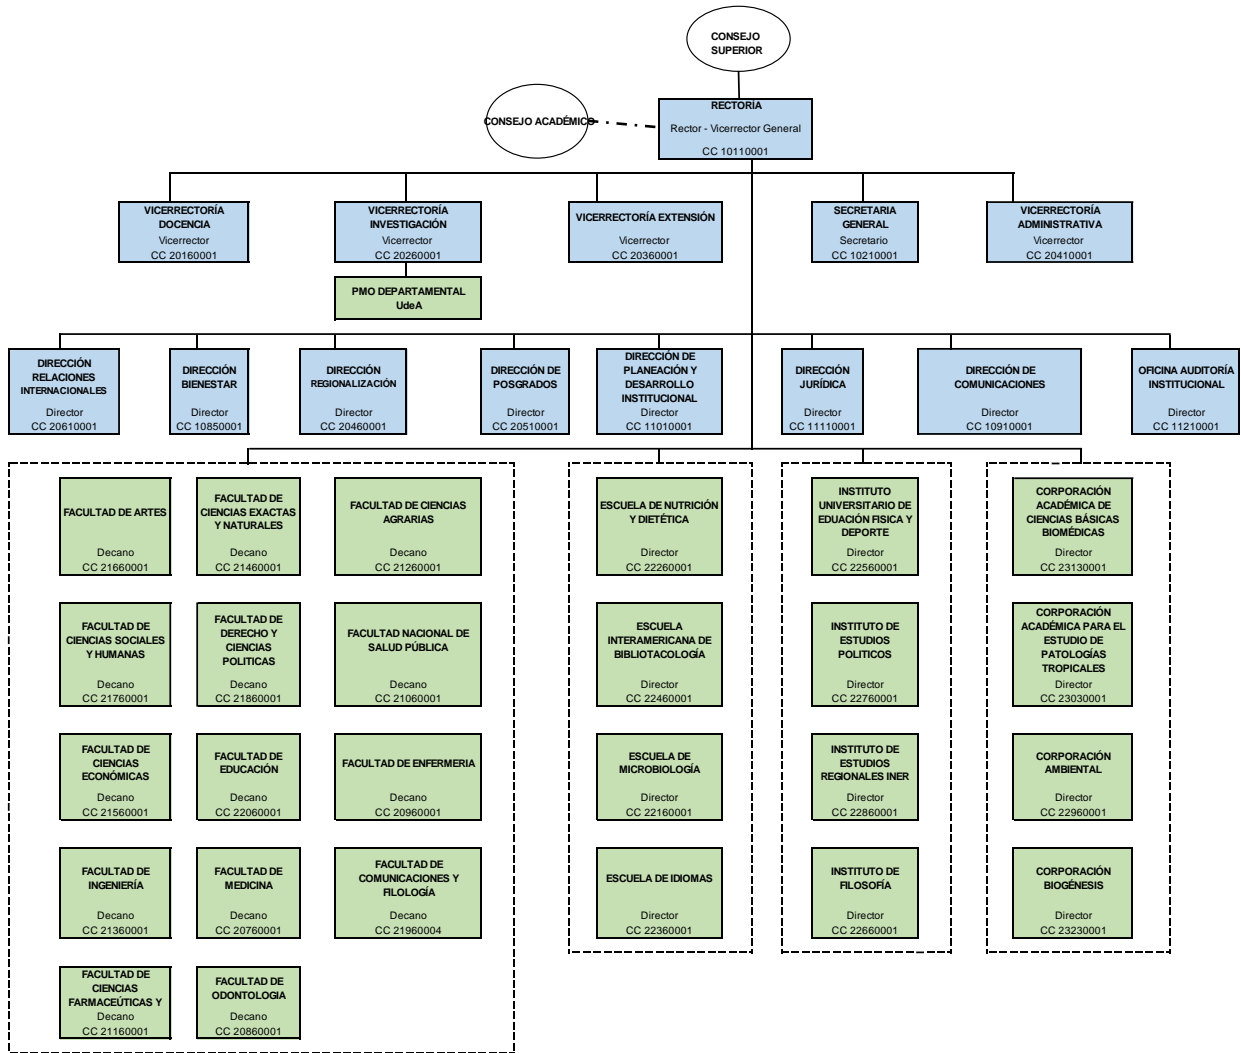 CONSEJO
SUPERIOR
CONSEJO ACADÉMICO
RECTORÍA
Rector - Vicerrector General
CC 10110001
VICERRECTORÍA
DOCENCIA
Vicerrector
CC 20160001
VICERRECTORÍA
INVESTIGACIÓN
Vicerrector
CC 20260001
VICERRECTORÍA EXTENSIÓN
Vicerrector
CC 20360001
SECRETARIA
GENERAL
Secretario
CC 10210001
VICERRECTORÍA
ADMINISTRATIVA
Vicerrector
CC 20410001
PMO DEPARTAMENTAL
UdeA
DIRECCIÓN
RELACIONES
INTERNACIONALES
Director
CC 20610001
DIRECCIÓN
BIENESTAR
Director
CC 10850001
DIRECCIÓN
REGIONALIZACIÓN
Director
CC 20460001
DIRECCIÓN DE
POSGRADOS
Director
CC 20510001
DIRECCIÓN DE
PLANEACIÓN Y
DESARROLLO
INSTITUCIONAL
Director
CC 11010001
DIRECCIÓN
JURÍDICA
Director
CC 11110001
DIRECCIÓN DE
COMUNICACIONES
Director
CC 10910001
OFICINA AUDITORÍA
INSTITUCIONAL
Director
CC 11210001
FACULTAD DE ARTES
Decano
CC 21660001
FACULTAD DE
CIENCIAS EXACTAS
Y NATURALES
Decano
CC 21460001
FACULTAD DE CIENCIAS
AGRARIAS
Decano
CC 21260001
ESCUELA DE NUTRICIÓN
Y DIETÉTICA
Director
CC 22260001
INSTITUTO
UNIVERSITARIO DE
EDUACIÓN FISICA Y
DEPORTE
Director
CC 22560001
CORPORACIÓN
ACADÉMICA DE
CIENCIAS BÁSICAS
BIOMÉDICAS
Director
CC 23130001
FACULTAD DE
CIENCIAS SOCIALES
Y HUMANAS
Decano
CC 21760001
FACULTAD DE
DERECHO Y
CIENCIAS
POLITICAS
Decano
CC 21860001
FACULTAD NACIONAL DE
SALUD PÚBLICA
Decano
CC 21060001
ESCUELA
INTERAMERICANA DE
BIBLIOTACOLOGÍA
Director
CC 22460001
INSTITUTO DE
ESTUDIOS
POLITICOS
Director
CC 22760001
CORPORACIÓN
ACADÉMICA PARA EL
ESTUDIO DE
PATOLOGÍAS
TROPICALES
Director
CC 23030001
FACULTAD DE
CIENCIAS
ECONÓMICAS
Decano
CC 21560001
FACULTAD DE
EDUCACIÓN
Decano
CC 22060001
FACULTAD DE ENFERMERIA
Decano
CC 20960001
ESCUELA DE
MICROBIOLOGÍA
Director
CC 22160001
INSTITUTO DE
ESTUDIOS
REGIONALES INER
Director
CC 22860001
CORPORACIÓN
AMBIENTAL
Director
CC 22960001
FACULTAD DE
INGENIERÍA
Decano
CC 21360001
FACULTAD DE
MEDICINA
Decano
CC 20760001
FACULTAD DE
COMUNICACIONES Y
FILOLOGÍA
Decano
CC 21960004
ESCUELA DE IDIOMAS
Director
CC 22360001
INSTITUTO DE
FILOSOFÍA
Director
CC 22660001
CORPORACIÓN
BIOGÉNESIS
Director
CC 23230001
FACULTAD DE
CIENCIAS
FARMACEÚTICAS Y
Decano
CC 21160001
FACULTAD DE
ODONTOLOGIA
Decano
CC 20860001